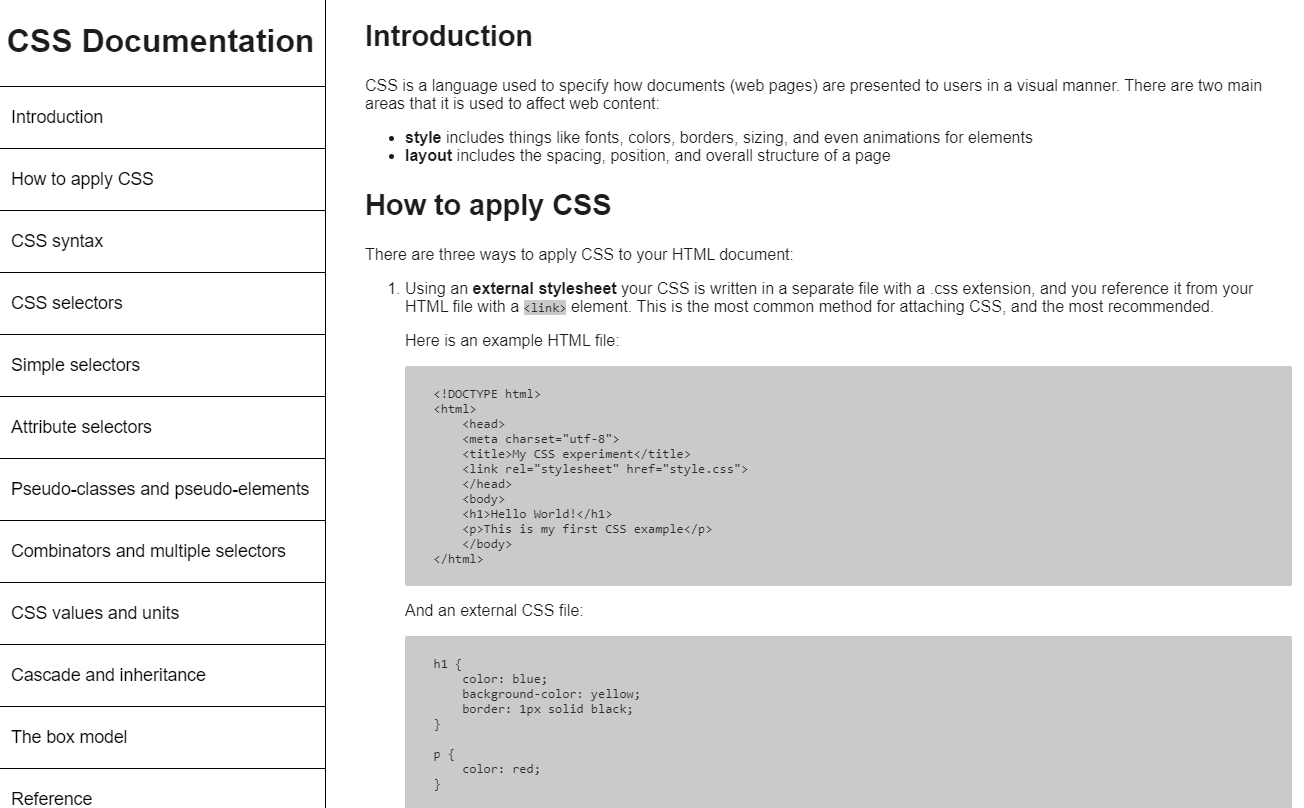 CSS Documentation
Introduction
How to apply CSS
CSS syntax
CSS selectors
Simple selectors
Attribute selectors
Pseudo-classes and pseudo-elements
Combinators and multiple selectors
CSS values and units
Cascade and inheritance
The box model
Reference
Introduction
CSS is a language used to specify how documents (web pages) are presented to users in a visual manner. There are two main
areas that it is used to affect web content:
• style includes things like fonts, colors, borders, sizing, and even animations for elements
• layout includes the spacing, position, and overall structure of a page
How to apply CSS
There are three ways to apply CSS to your HTML document:
1. Using an external stylesheet your CSS is written in a separate file with a .css extension, and you reference it from your
HTML file with a <link> element. This is the most common method for attaching CSS, and the most recommended.
Here is an example HTML file:
<!DOCTYPE html>
<html>
    <head>
    <meta charset="utf-8">
    <title>My CSS experiment</title>
    <link rel="stylesheet" href="style.css">
    </head>
    <body>
    <h1>Hello World!</h1>
    <p>This is my first CSS example</p>
    </body>
</html>
And an external CSS file:
h1 {
    color: blue;
    background-color: yellow;
    border: 1px solid black;
}
p {
    color: red;
}